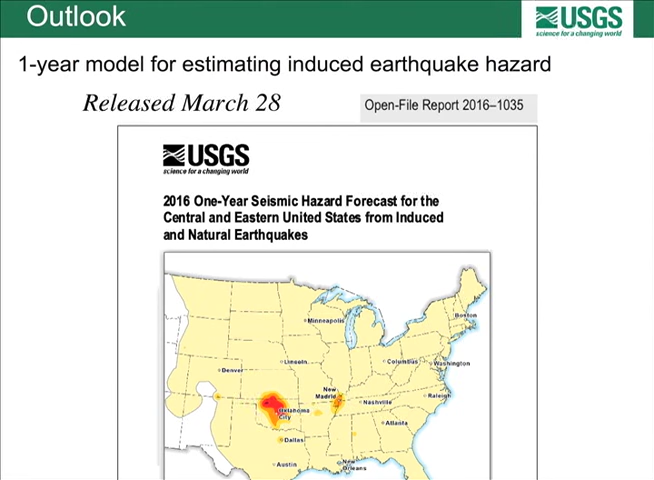 Outlook
USGS
science for a changing world
1-year model for estimating induced earthquake hazard
Released March 28
Open-File Report 2016–1035
USGS
science for a changing world
2016 One-Year Seismic Hazard Forecast for the
Central and Eastern United States from Induced
and Natural Earthquakes
Minneapolis
Boston
Lincoln
Columbus
Washington
Denver
New
Madrid
Nashville
Raleigh
Oklahoma
City
Atlanta
Dallas
Austin
New
Orleans